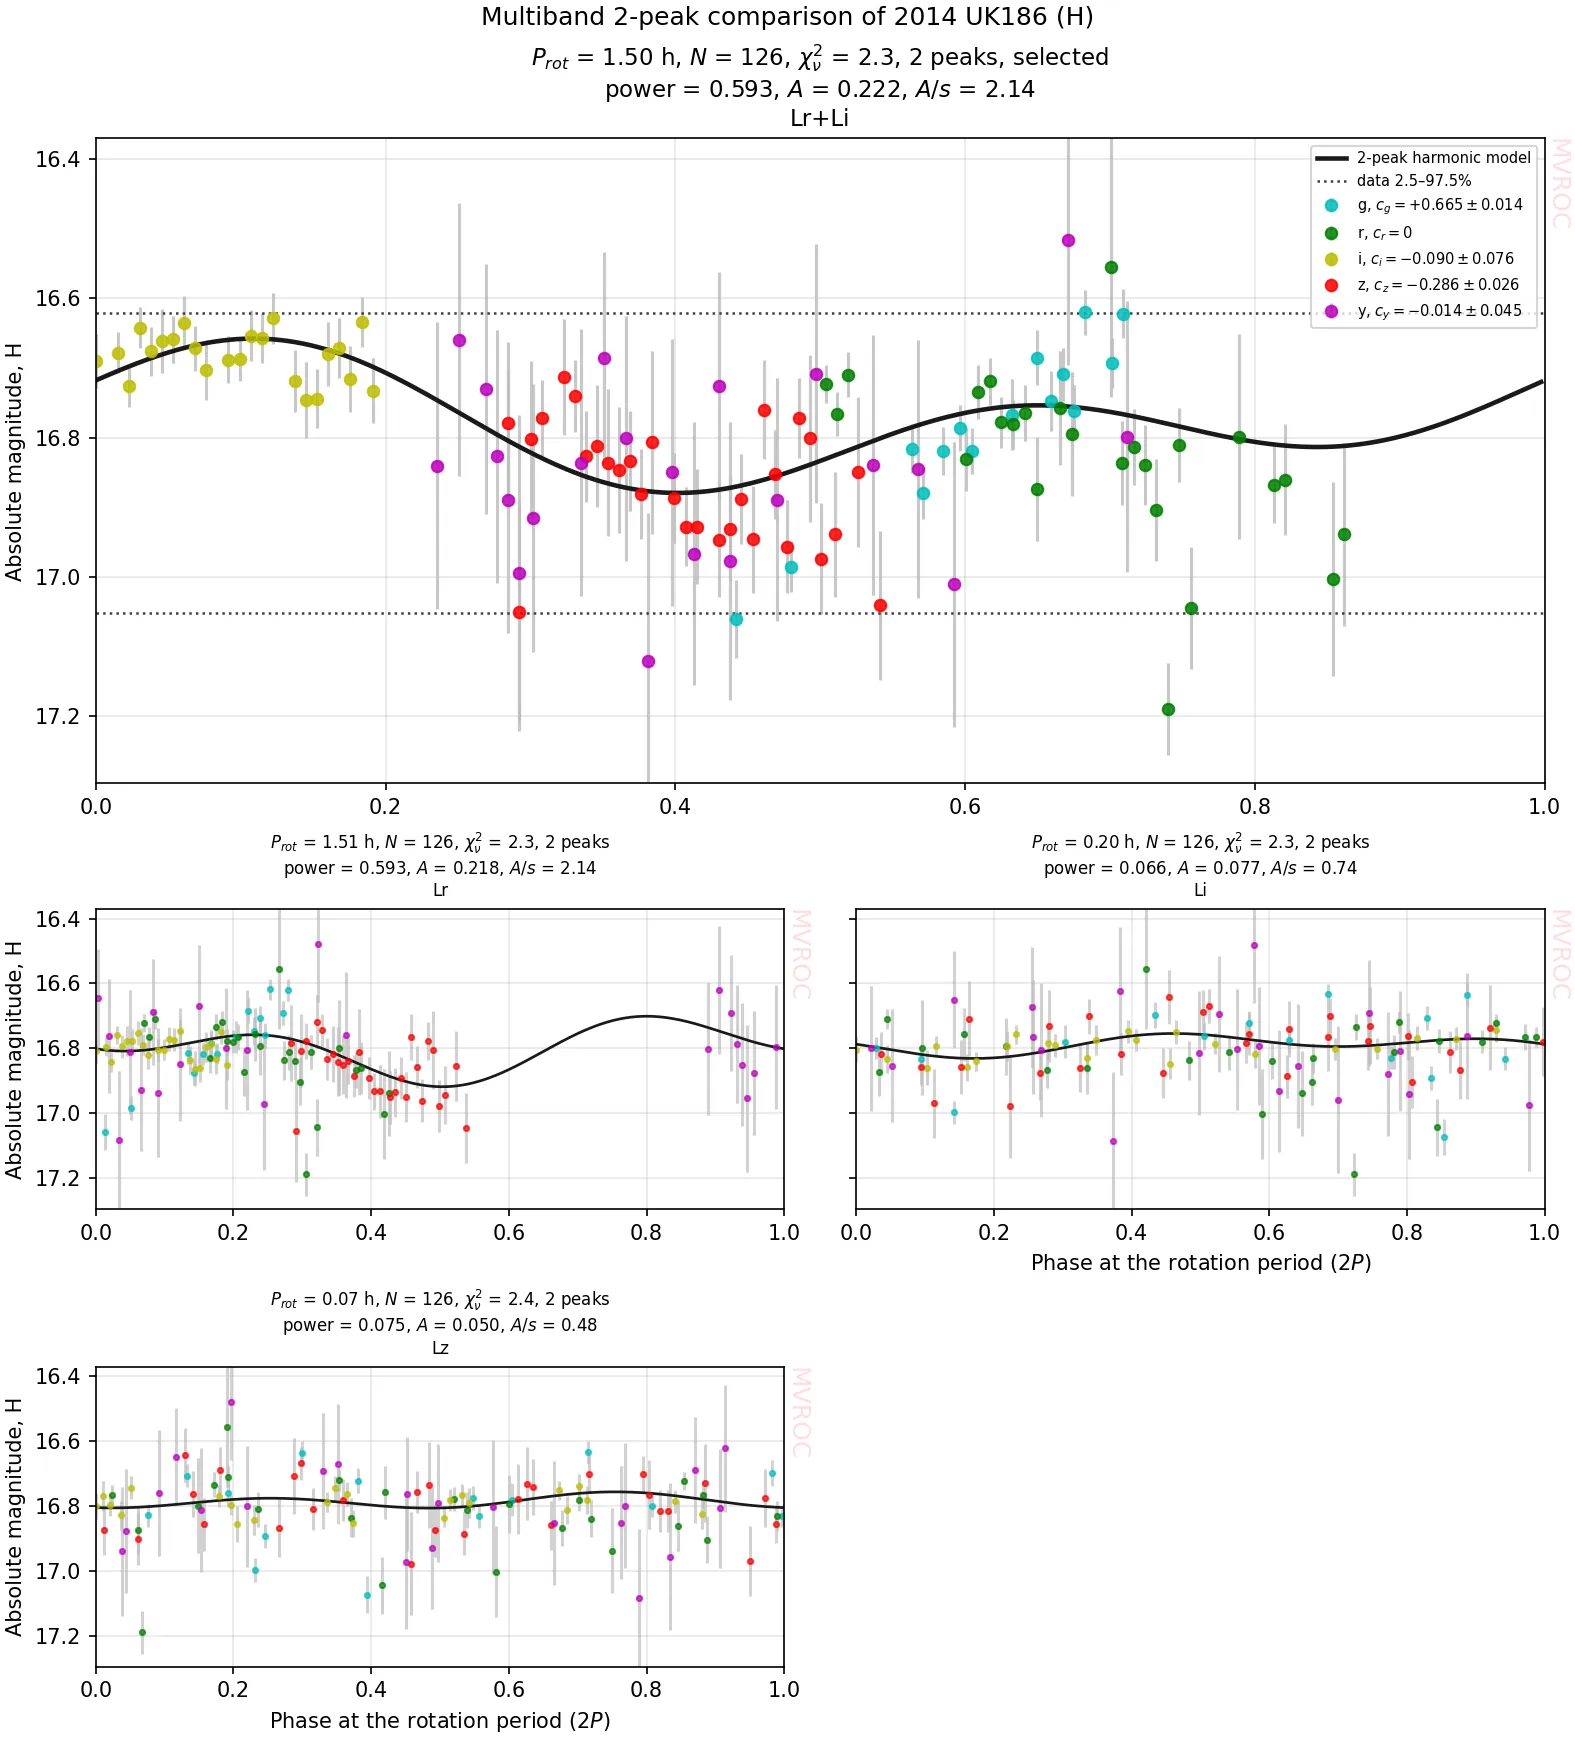 Multiband 2-peak comparison of 2014 UK186 (H)
P_rot = 1.50 h, N = 126, χ²_ν = 2.3, 2 peaks, selected
power = 0.593, A = 0.222, A/s = 2.14
Lr+Li
2-peak harmonic model
data 2.5–97.5%
g, c_g = +0.665 ± 0.014
r, c_r = 0
i, c_i = −0.090 ± 0.076
z, c_z = −0.286 ± 0.026
y, c_y = −0.014 ± 0.045
MVROC
Absolute magnitude, H
16.4
16.6
16.8
17.0
17.2
0.0 0.2 0.4 0.6 0.8 1.0
P_rot = 1.51 h, N = 126, χ²_ν = 2.3, 2 peaks
power = 0.593, A = 0.218, A/s = 2.14
Lr
MVROC
Absolute magnitude, H
16.4
16.6
16.8
17.0
17.2
0.0 0.2 0.4 0.6 0.8 1.0
P_rot = 0.20 h, N = 126, χ²_ν = 2.3, 2 peaks
power = 0.066, A = 0.077, A/s = 0.74
Li
MVROC
0.0 0.2 0.4 0.6 0.8 1.0
Phase at the rotation period (2P)
P_rot = 0.07 h, N = 126, χ²_ν = 2.4, 2 peaks
power = 0.075, A = 0.050, A/s = 0.48
Lz
MVROC
Absolute magnitude, H
16.4
16.6
16.8
17.0
17.2
0.0 0.2 0.4 0.6 0.8 1.0
Phase at the rotation period (2P)